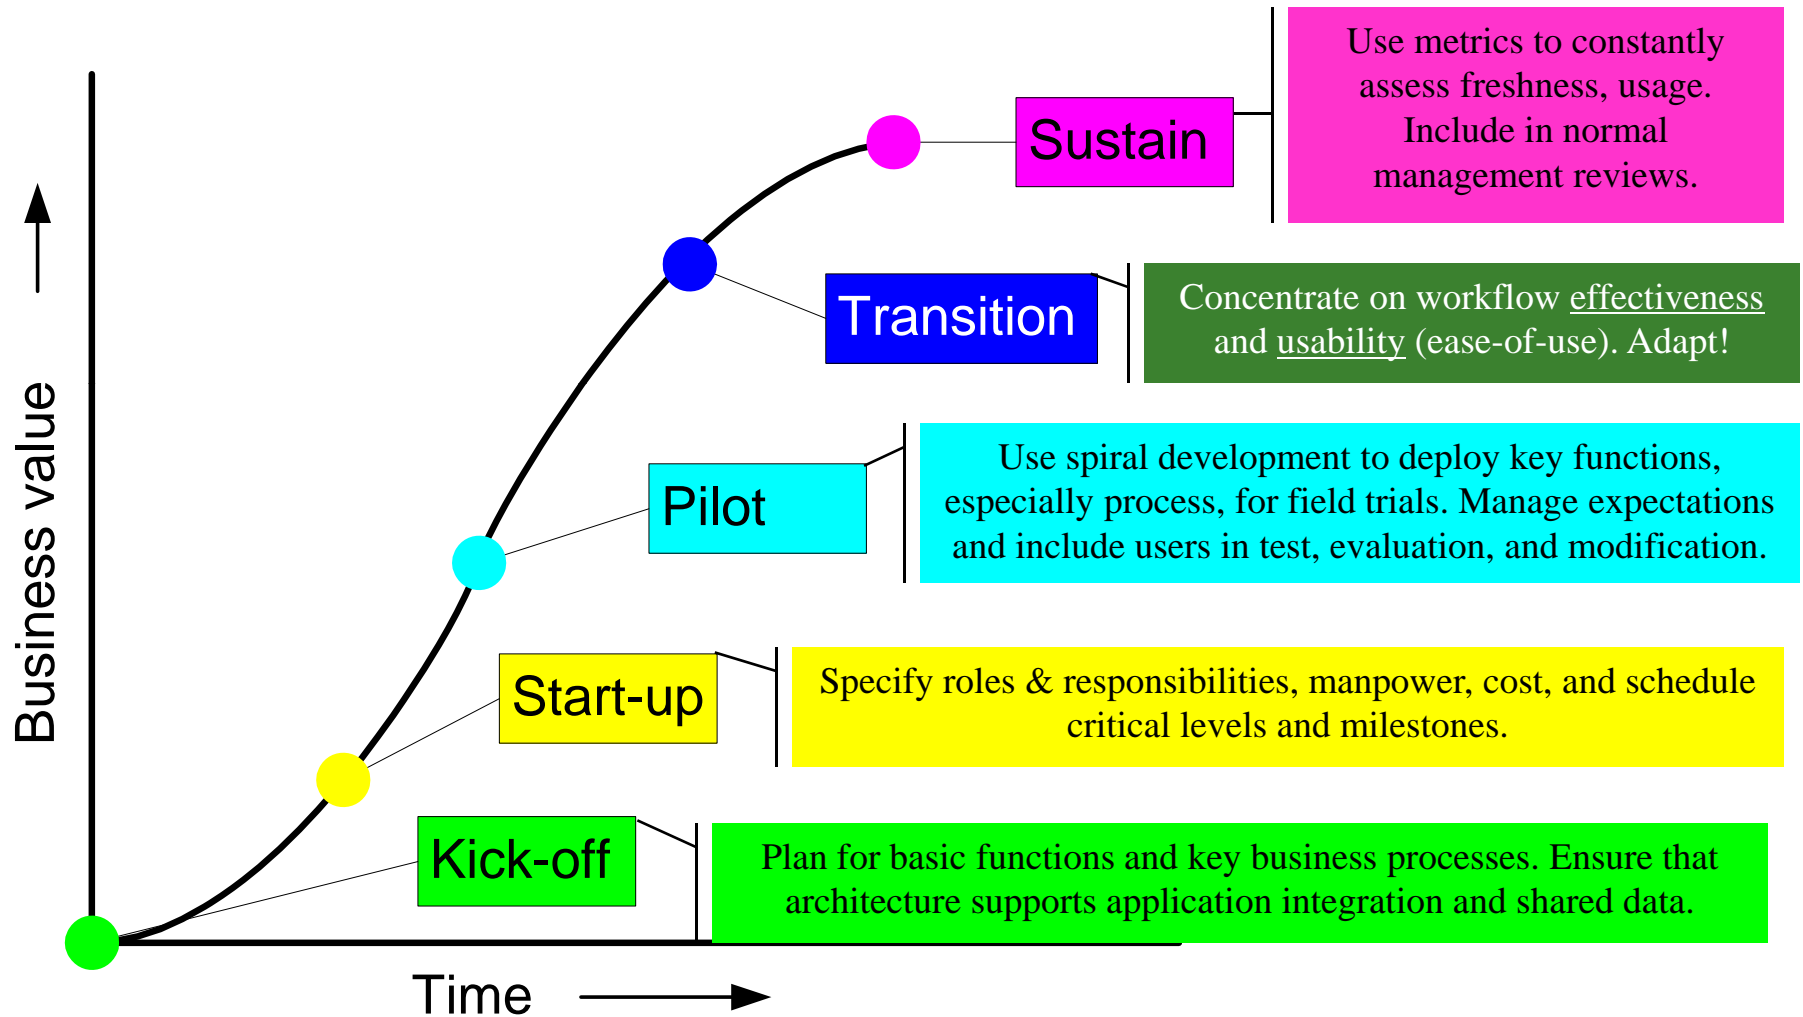 Use metrics to constantly
assess freshness, usage.
Include in normal
management reviews.
Sustain
Transition
Concentrate on workflow effectiveness
and usability (ease-of-use). Adapt!
Business value
Pilot
Use spiral development to deploy key functions,
especially process, for field trials. Manage expectations
and include users in test, evaluation, and modification.
Start-up
Specify roles & responsibilities, manpower, cost, and schedule
critical levels and milestones.
Kick-off
Plan for basic functions and key business processes. Ensure that
architecture supports application integration and shared data.
Time